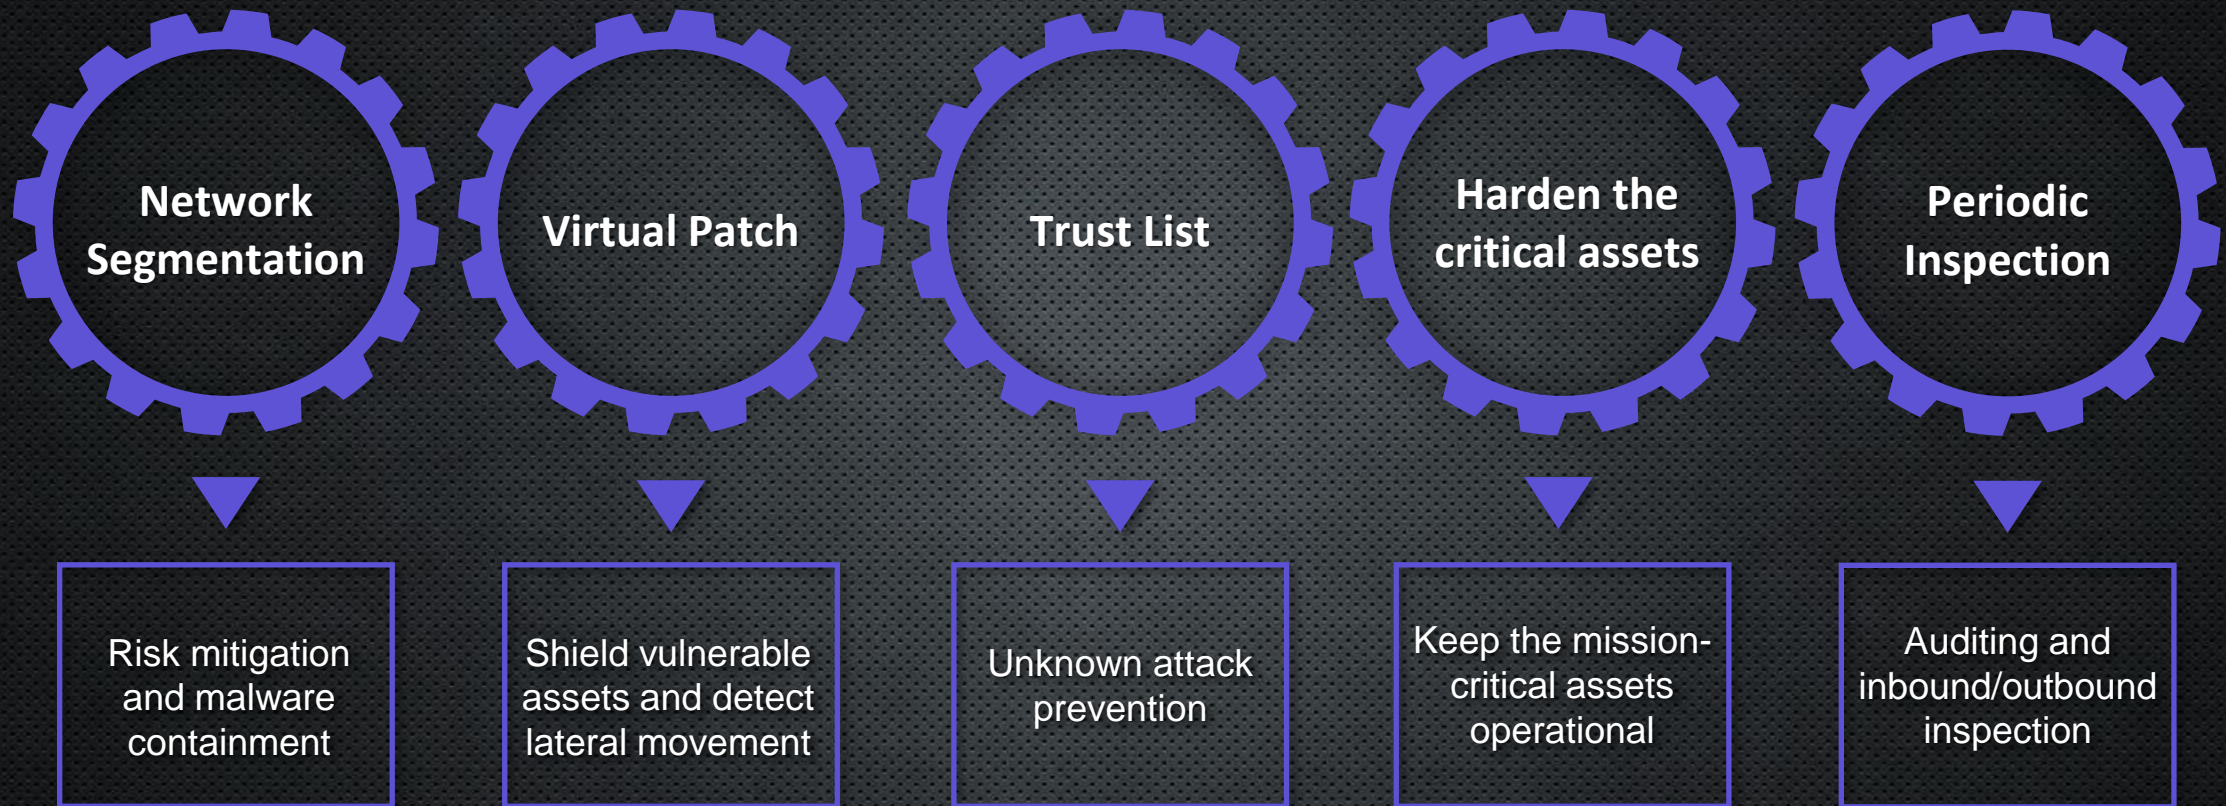 Network
Segmentation
Virtual Patch
Trust List
Harden the
critical assets
Periodic
Inspection
Risk mitigation
and malware
containment
Shield vulnerable
assets and detect
lateral movement
Unknown attack
prevention
Keep the mission-
critical assets
operational
Auditing and
inbound/outbound
inspection